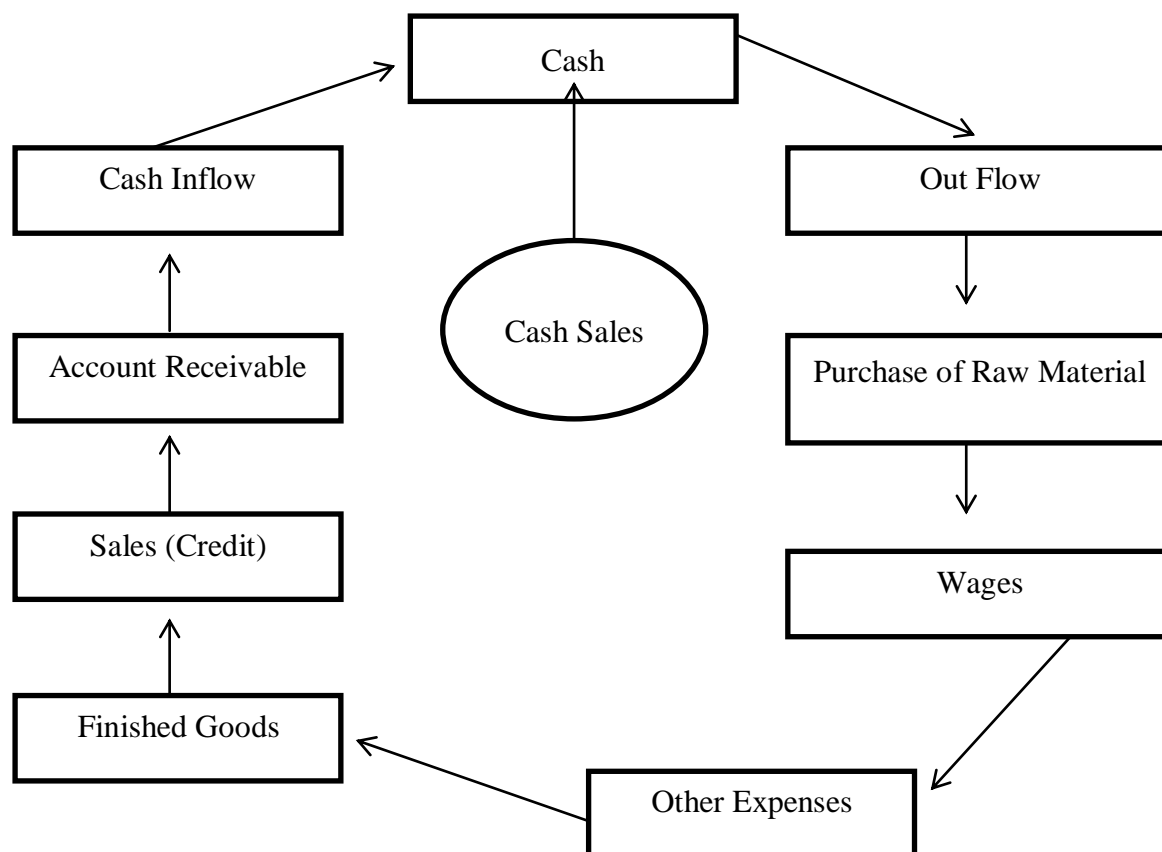 Cash
Cash Inflow
Out Flow
Cash Sales
Account Receivable
Purchase of Raw Material
Sales (Credit)
Wages
Finished Goods
Other Expenses